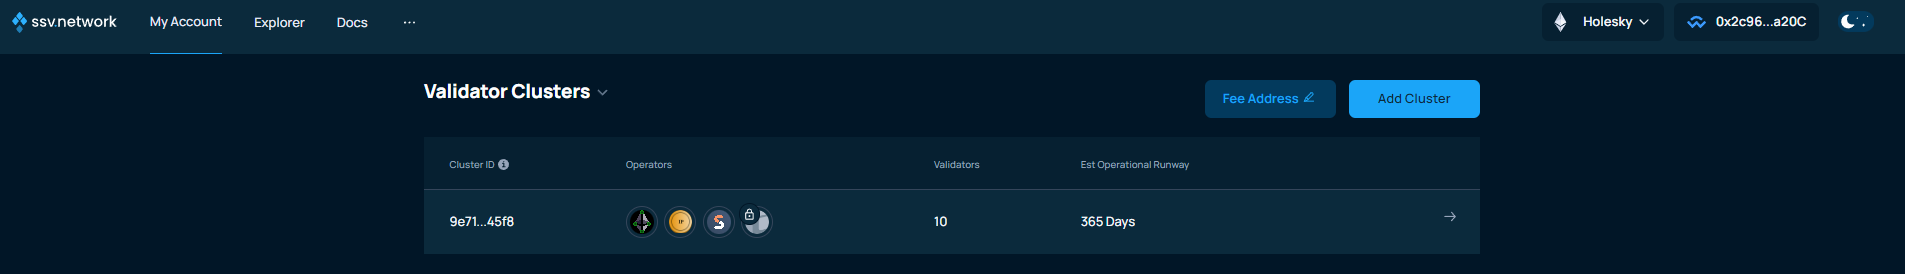 ssv.network My Account Explorer Docs ... Holesky 0x2c96...a20C
Validator Clusters Fee Address Add Cluster
Cluster ID Operators Validators Est Operational Runway
9e71...45f8 10 365 Days